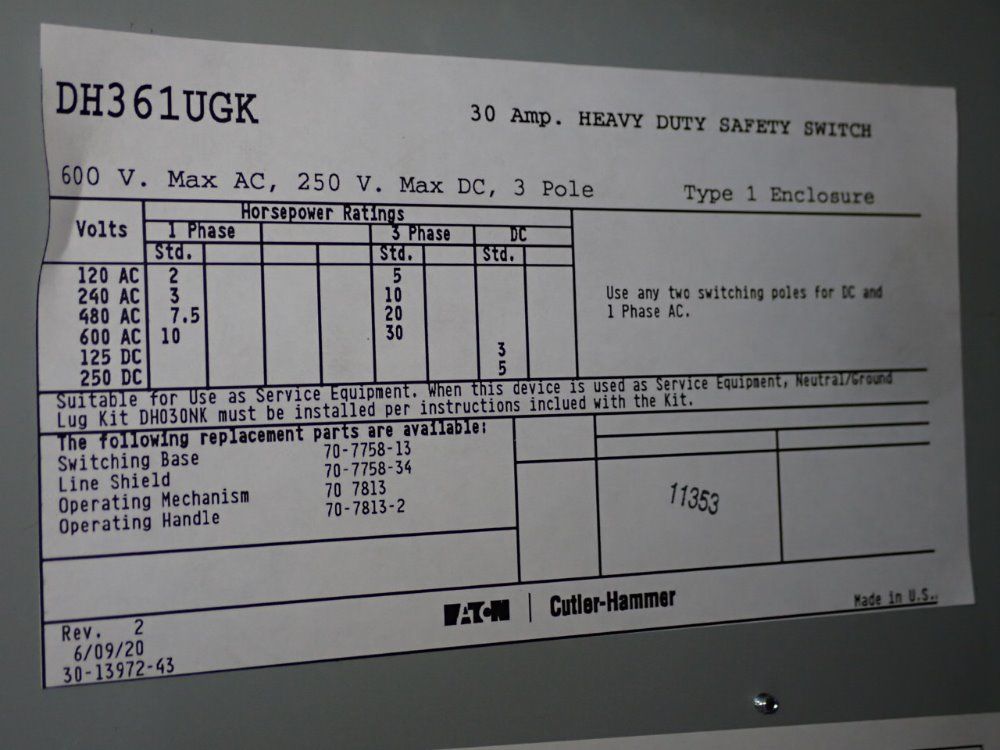 DH361UGK
30 Amp. HEAVY DUTY SAFETY SWITCH
600 V. Max AC, 250 V. Max DC, 3 Pole
Type 1 Enclosure
Volts
Horsepower Ratings
1 Phase 3 Phase DC
Std. Std. Std.
120 AC 2 5
240 AC 3 10
480 AC 7.5 20
600 AC 10 30
125 DC 3
250 DC 5
Use any two switching poles for DC and
1 Phase AC.
Suitable for Use as Service Equipment. When this device is used as Service Equipment, Neutral/Ground
Lug Kit DH030NK must be installed per instructions inclued with the Kit.
The following replacement parts are available:
Switching Base 70-7758-13
Line Shield 70-7758-34
Operating Mechanism 70 7813
Operating Handle 70-7813-2
11353
EATON | Cutler-Hammer
Made in U.S.
Rev. 2
6/09/20
30-13972-43